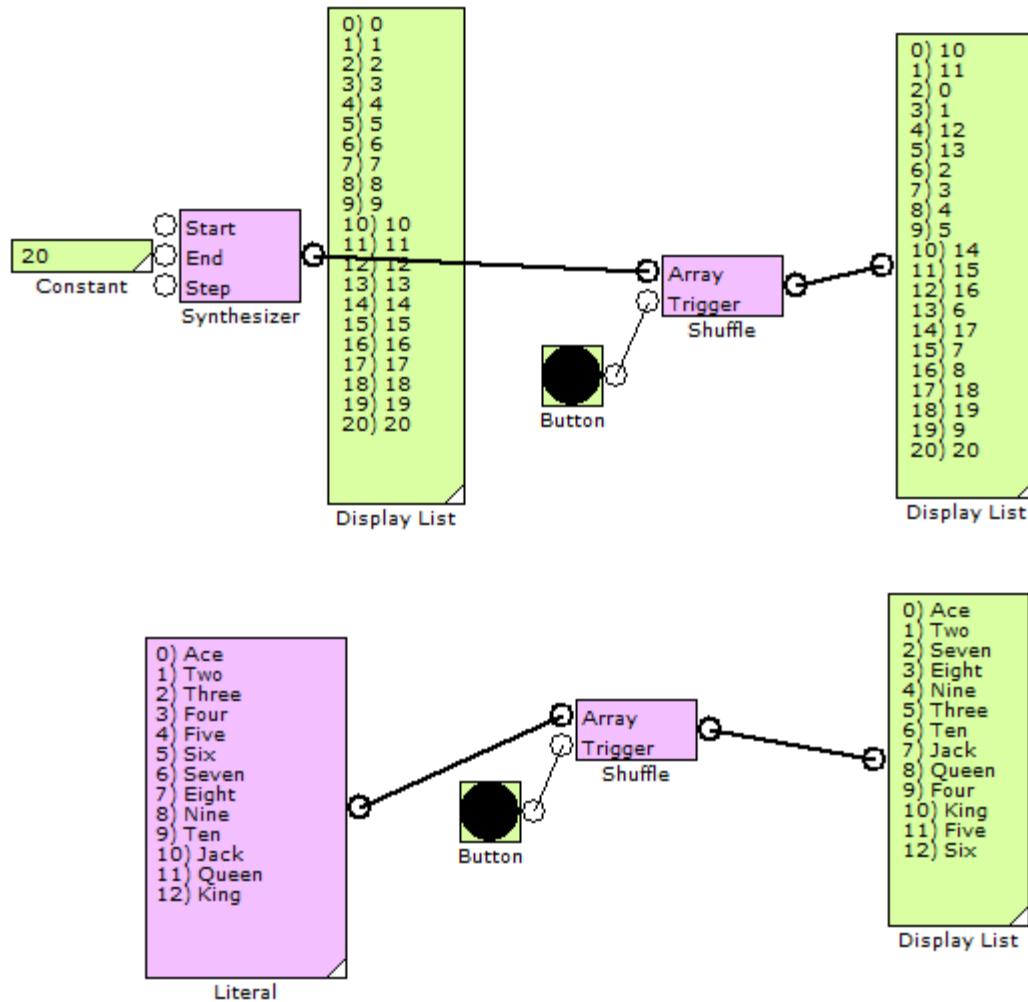 0) 0
1) 1
2) 2
3) 3
4) 4
5) 5
6) 6
7) 7
8) 8
9) 9
10) 10
11) 11
12) 12
13) 13
14) 14
15) 15
16) 16
17) 17
18) 18
19) 19
20) 20
Display List
20
Constant
Start
End
Step
Synthesizer
Array
Trigger
Shuffle
Button
0) 10
1) 11
2) 0
3) 1
4) 12
5) 13
6) 2
7) 3
8) 4
9) 5
10) 14
11) 15
12) 16
13) 6
14) 17
15) 7
16) 8
17) 18
18) 19
19) 9
20) 20
Display List
0) Ace
1) Two
2) Three
3) Four
4) Five
5) Six
6) Seven
7) Eight
8) Nine
9) Ten
10) Jack
11) Queen
12) King
Literal
Array
Trigger
Shuffle
Button
0) Ace
1) Two
2) Seven
3) Eight
4) Nine
5) Three
6) Ten
7) Jack
8) Queen
9) Four
10) King
11) Five
12) Six
Display List